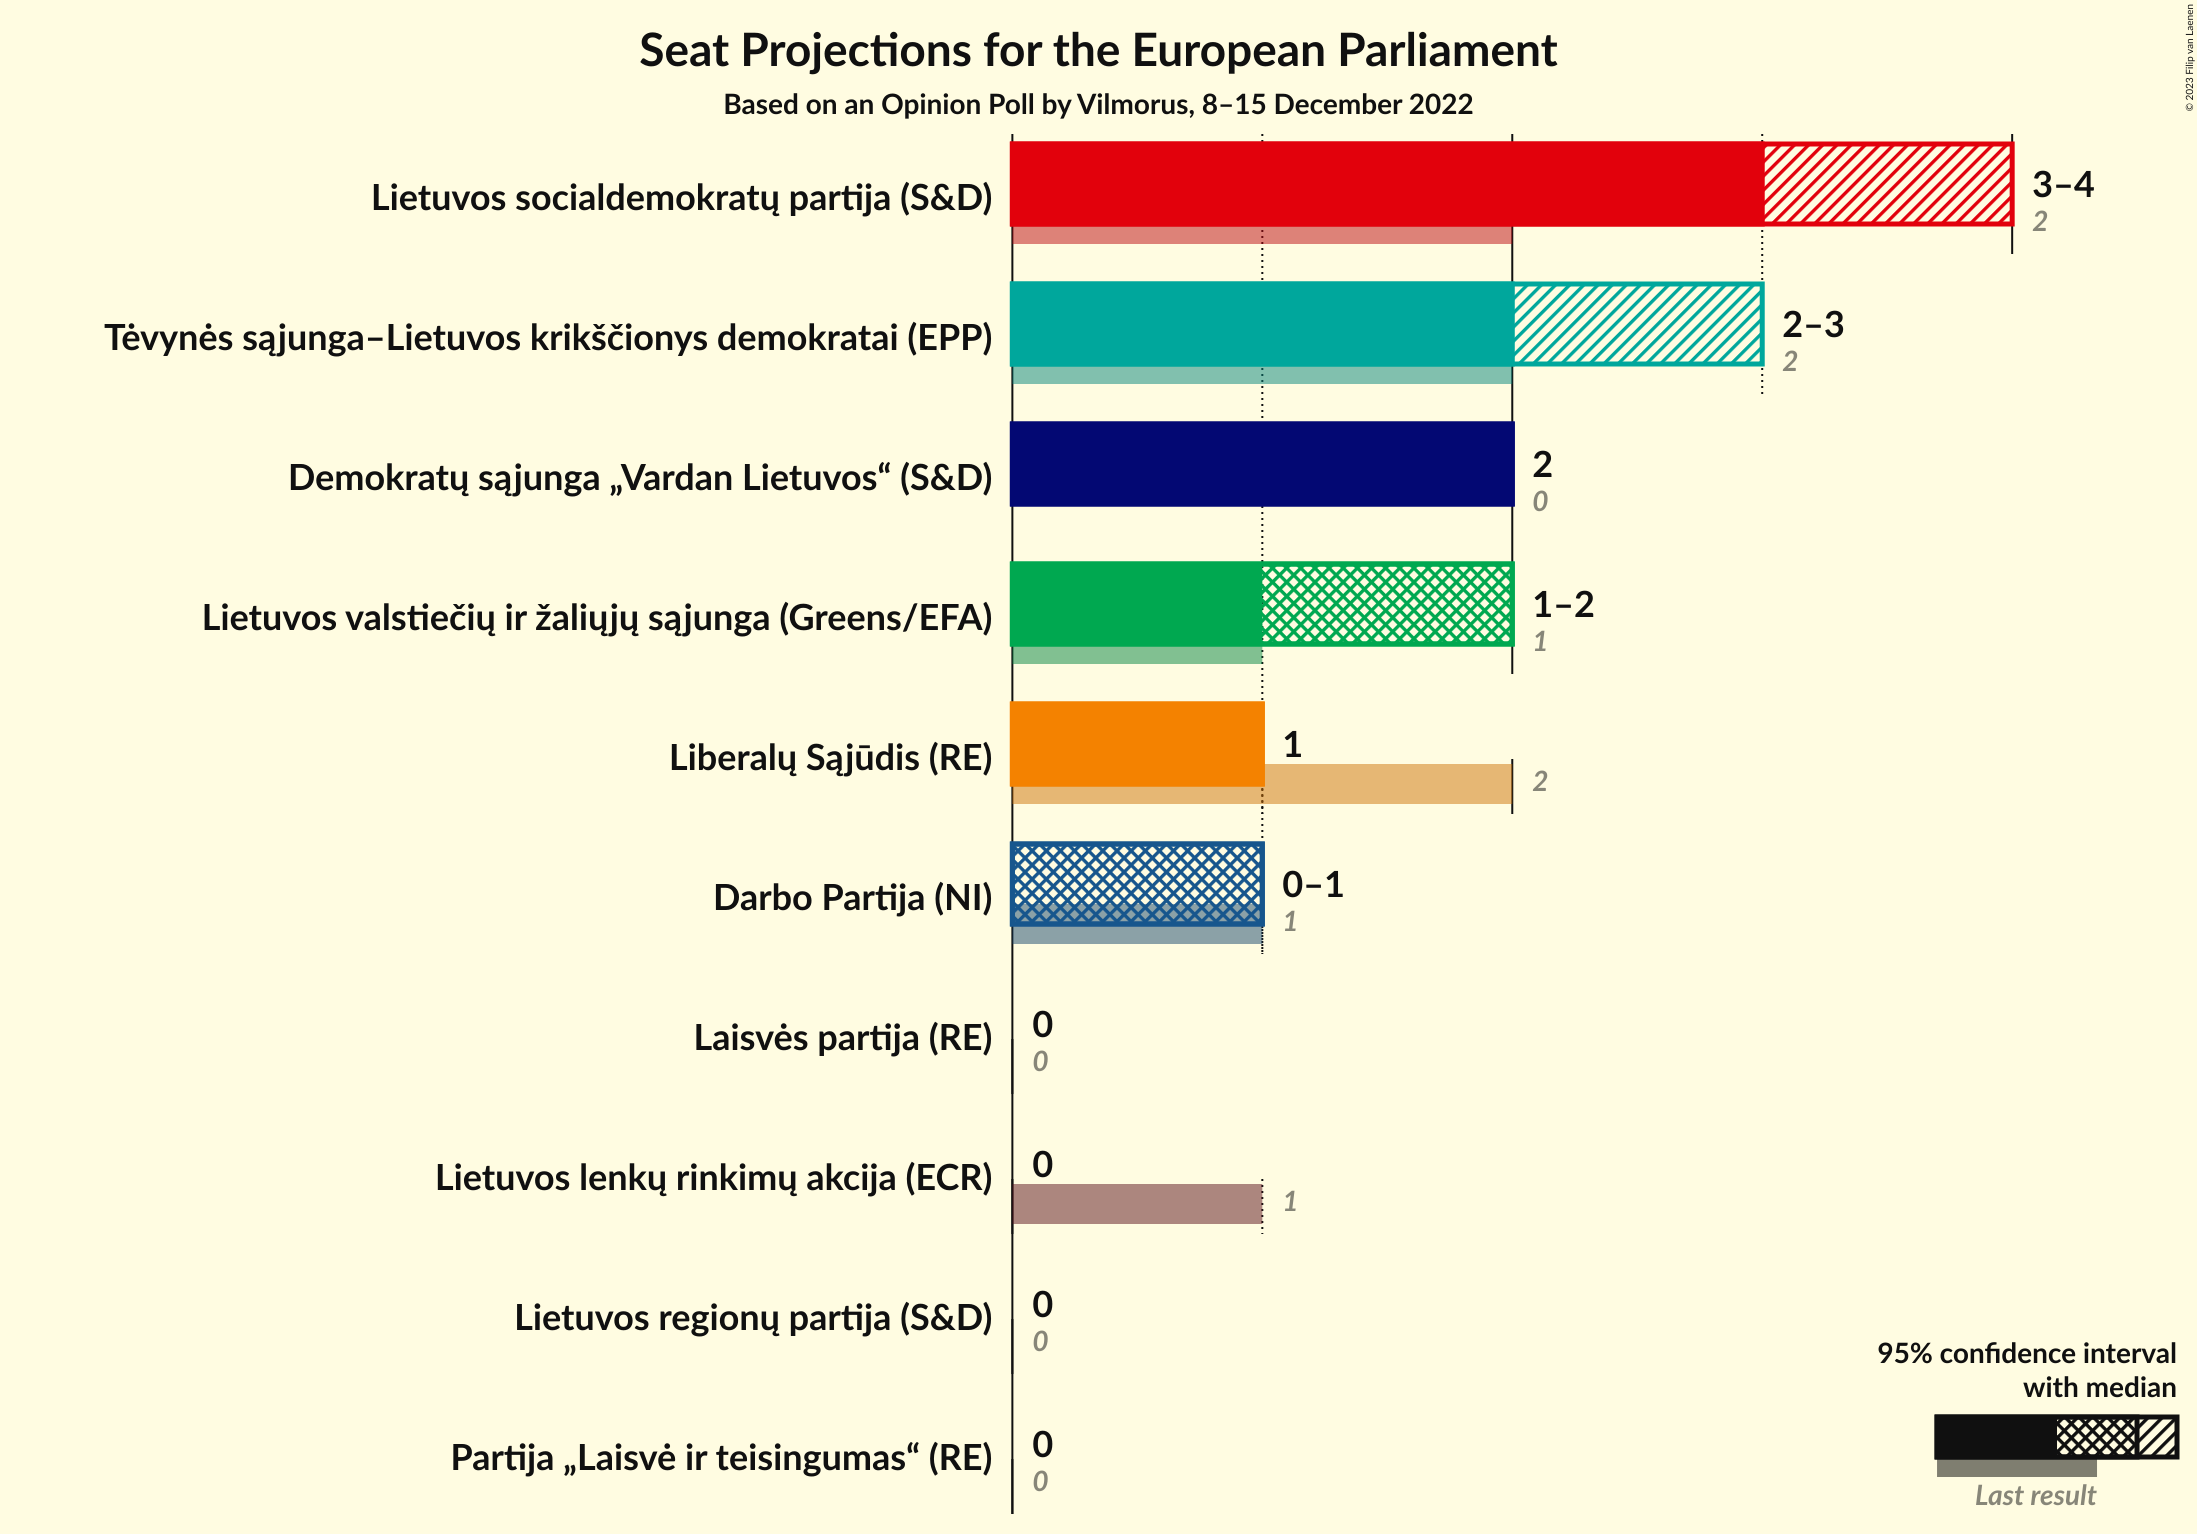 Seat Projections for the European Parliament
Based on an Opinion Poll by Vilmorus, 8–15 December 2022
© 2023 Filip van Laenen
Lietuvos socialdemokratų partija (S&D)
3–4
2
Tėvynės sąjunga–Lietuvos krikščionys demokratai (EPP)
2–3
2
Demokratų sąjunga „Vardan Lietuvos“ (S&D)
2
0
Lietuvos valstiečių ir žaliųjų sąjunga (Greens/EFA)
1–2
1
Liberalų Sąjūdis (RE)
1
2
Darbo Partija (NI)
0–1
1
Laisvės partija (RE)
0
0
Lietuvos lenkų rinkimų akcija (ECR)
0
1
Lietuvos regionų partija (S&D)
0
0
Partija „Laisvė ir teisingumas“ (RE)
0
0
95% confidence interval
with median
Last result